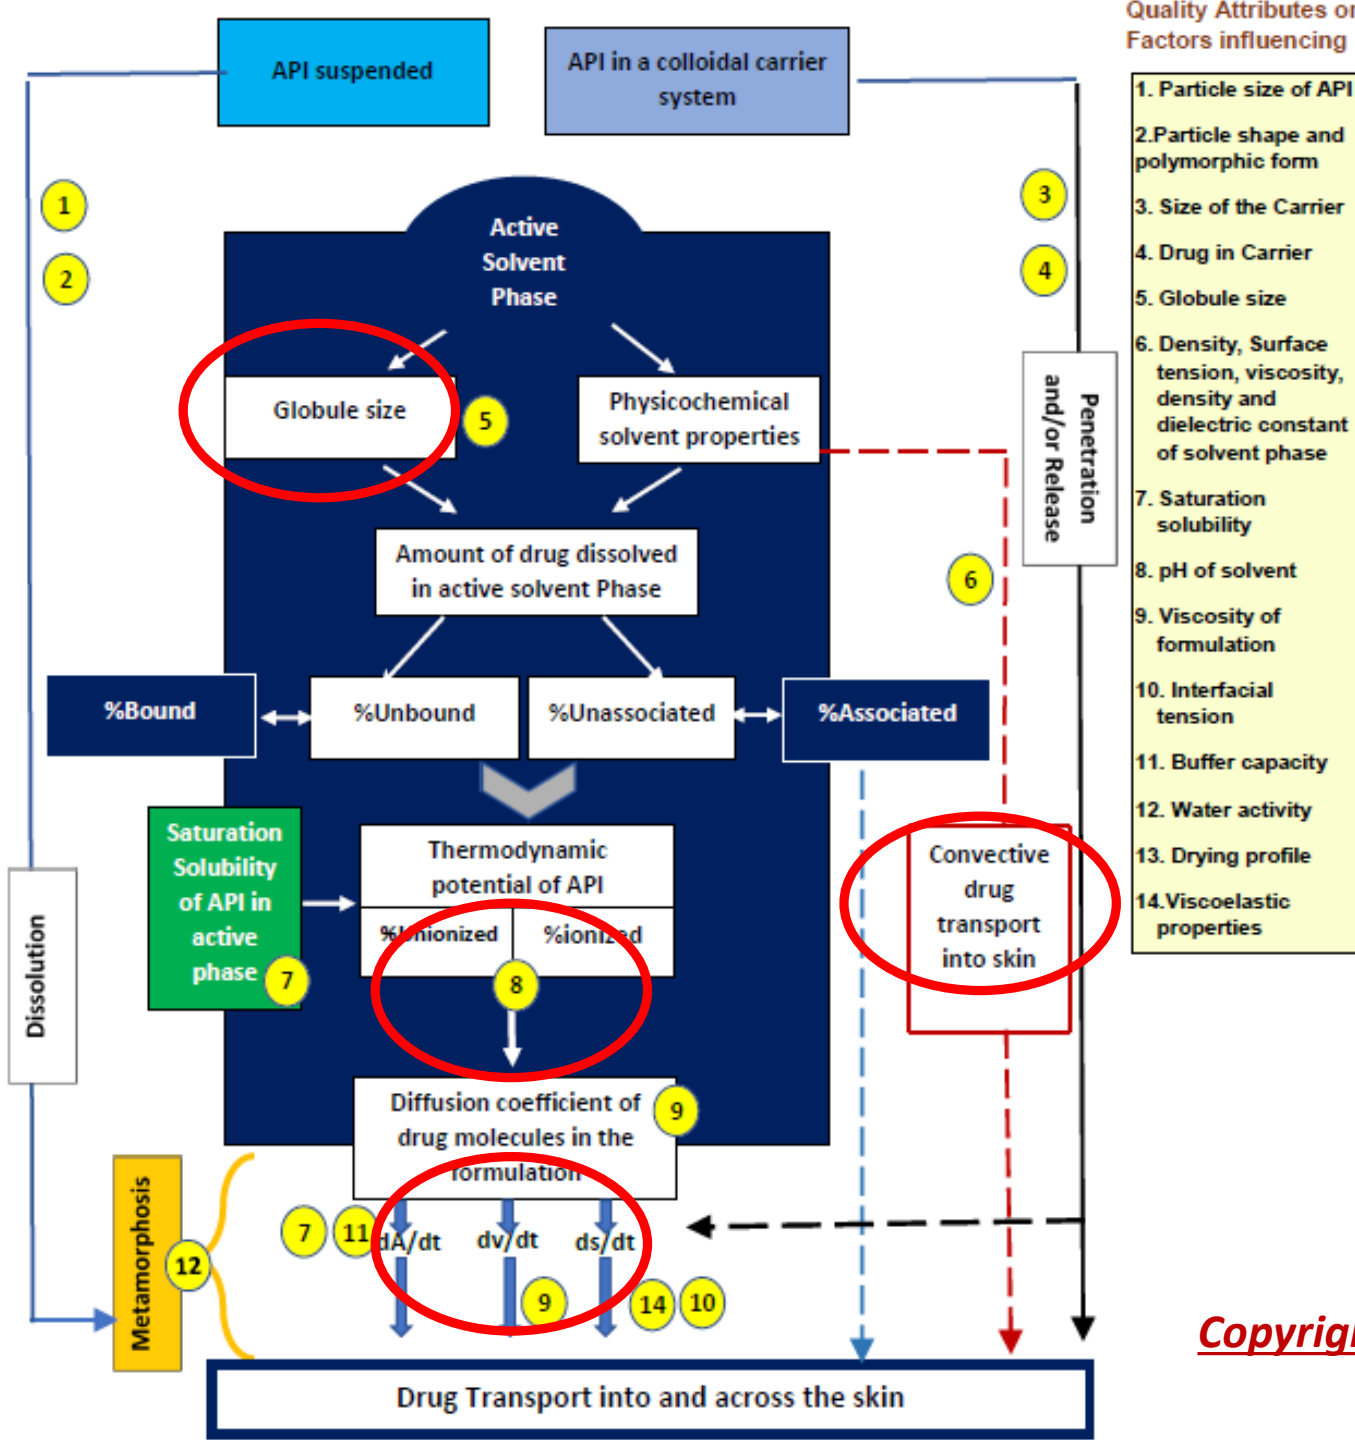 Quality Attributes or
Factors influencing
API suspended
API in a colloidal carrier
system
1. Particle size of API
2.Particle shape and
polymorphic form
3. Size of the Carrier
4. Drug in Carrier
5. Globule size
6. Density, Surface
tension, viscosity,
density and
dielectric constant
of solvent phase
7. Saturation
solubility
8. pH of solvent
9. Viscosity of
formulation
10. Interfacial
tension
11. Buffer capacity
12. Water activity
13. Drying profile
14.Viscoelastic
properties
1
2
3
4
Active
Solvent
Phase
Globule size
5
Physicochemical
solvent properties
Penetration
and/or Release
Amount of drug dissolved
in active solvent Phase
6
%Bound
%Unbound
%Unassociated
%Associated
Saturation
Solubility
of API in
active
phase
7
Thermodynamic
potential of API
%Unionized
%ionized
8
Convective
drug
transport
into skin
Dissolution
Diffusion coefficient of
drug molecules in the
formulation
9
Metamorphosis
12
7
11
dA/dt
dv/dt
ds/dt
9
14
10
Drug Transport into and across the skin